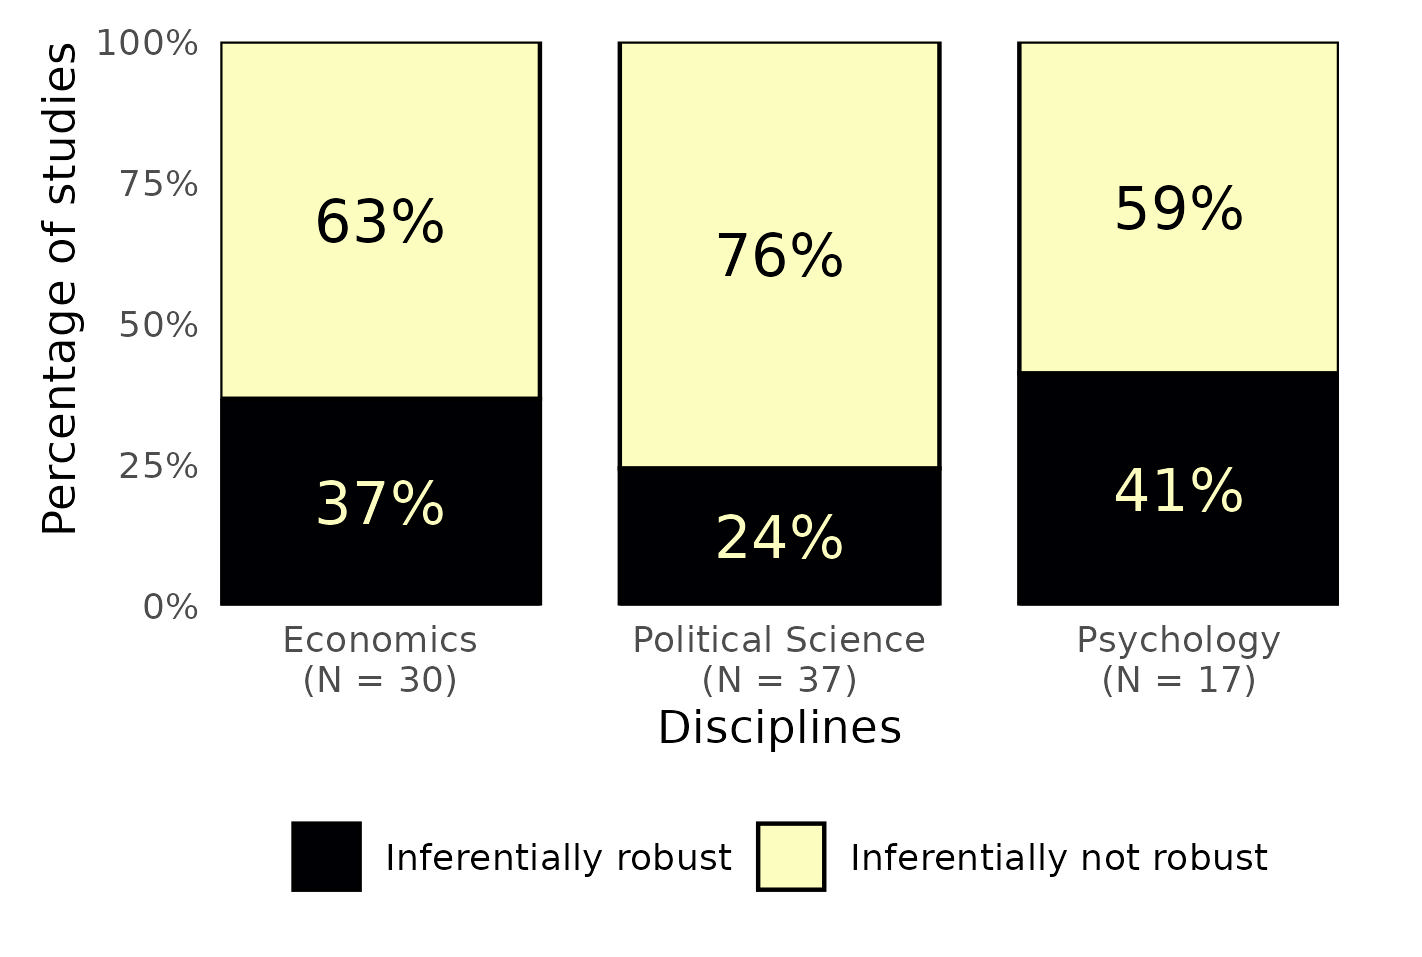 Percentage of studies
100%
75%
50%
25%
0%
63%
37%
76%
24%
59%
41%
Economics
(N = 30)
Political Science
(N = 37)
Psychology
(N = 17)
Disciplines
Inferentially robust
Inferentially not robust